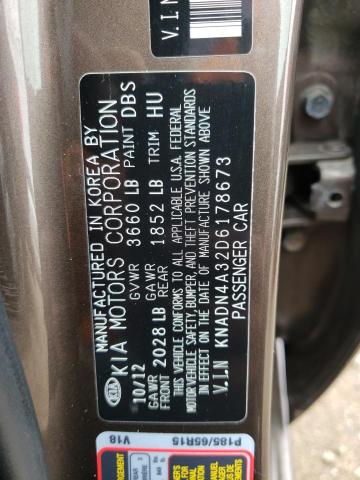 V.I.N
MANUFACTURED IN KOREA BY
KIA KIA MOTORS CORPORATION
10/12 GVWR 3660 LB PAINT DBS
GAWR FRONT 2028 LB GAWR REAR 1852 LB TRIM HU
THIS VEHICLE CONFORMS TO ALL APPLICABLE U.S.A. FEDERAL
MOTOR VEHICLE SAFETY, BUMPER, AND THEFT PREVENTION STANDARDS
IN EFFECT ON THE DATE OF MANUFACTURE SHOWN ABOVE
V.I.N KNADN4A32D6178673
PASSENGER CAR
V18
P185/65R15